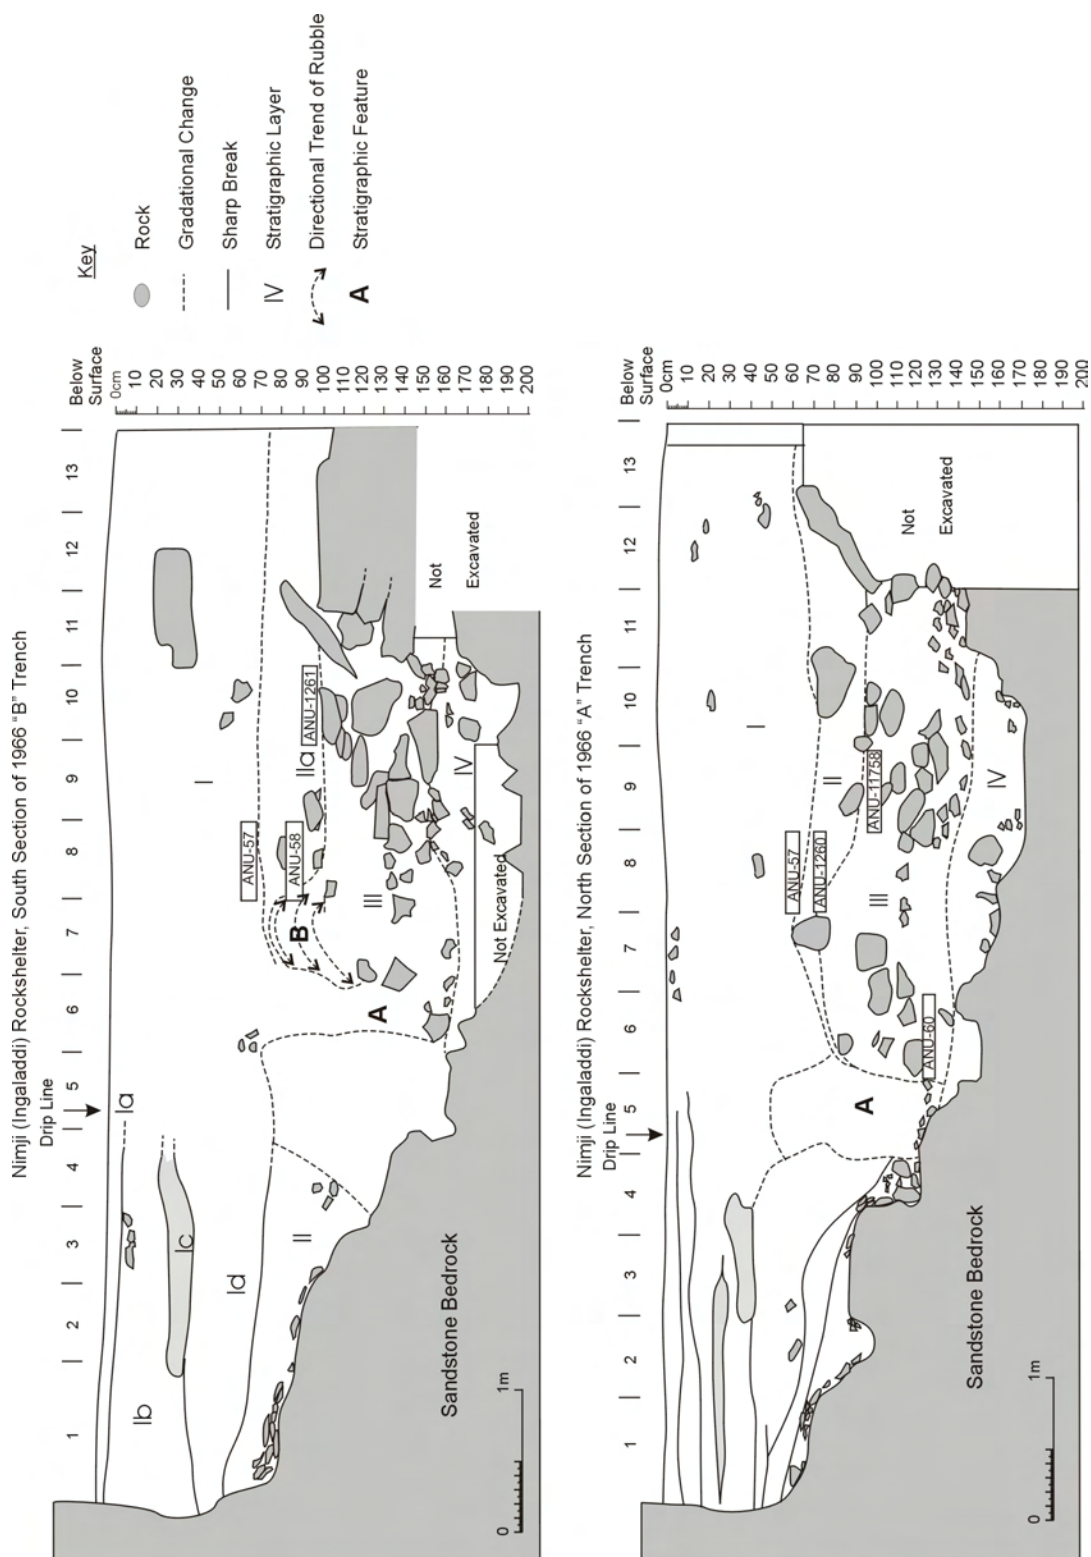 Nimji (Ingaladdi) Rockshelter, South Section of 1966 "B" Trench
Drip Line
1
2
3
4
5
6
7
8
9
10
11
12
13
Below
Surface
0cm
10
20
30
40
50
60
70
80
90
100
110
120
130
140
150
160
170
180
190
200
Ia
Ib
Ic
Id
I
II
IIa
III
IV
A
B
ANU-57
ANU-58
ANU-1261
Not
Excavated
Not Excavated
Sandstone Bedrock
0
1m
Key
Rock
Gradational Change
Sharp Break
IV
Stratigraphic Layer
Directional Trend of Rubble
A
Stratigraphic Feature
Nimji (Ingaladdi) Rockshelter, North Section of 1966 "A" Trench
Drip Line
1
2
3
4
5
6
7
8
9
10
11
12
13
Below
Surface
0cm
10
20
30
40
50
60
70
80
90
100
110
120
130
140
150
160
170
180
190
200
I
II
III
IV
A
ANU-57
ANU-1260
ANU-11758
ANU-60
Not
Excavated
Sandstone Bedrock
0
1m